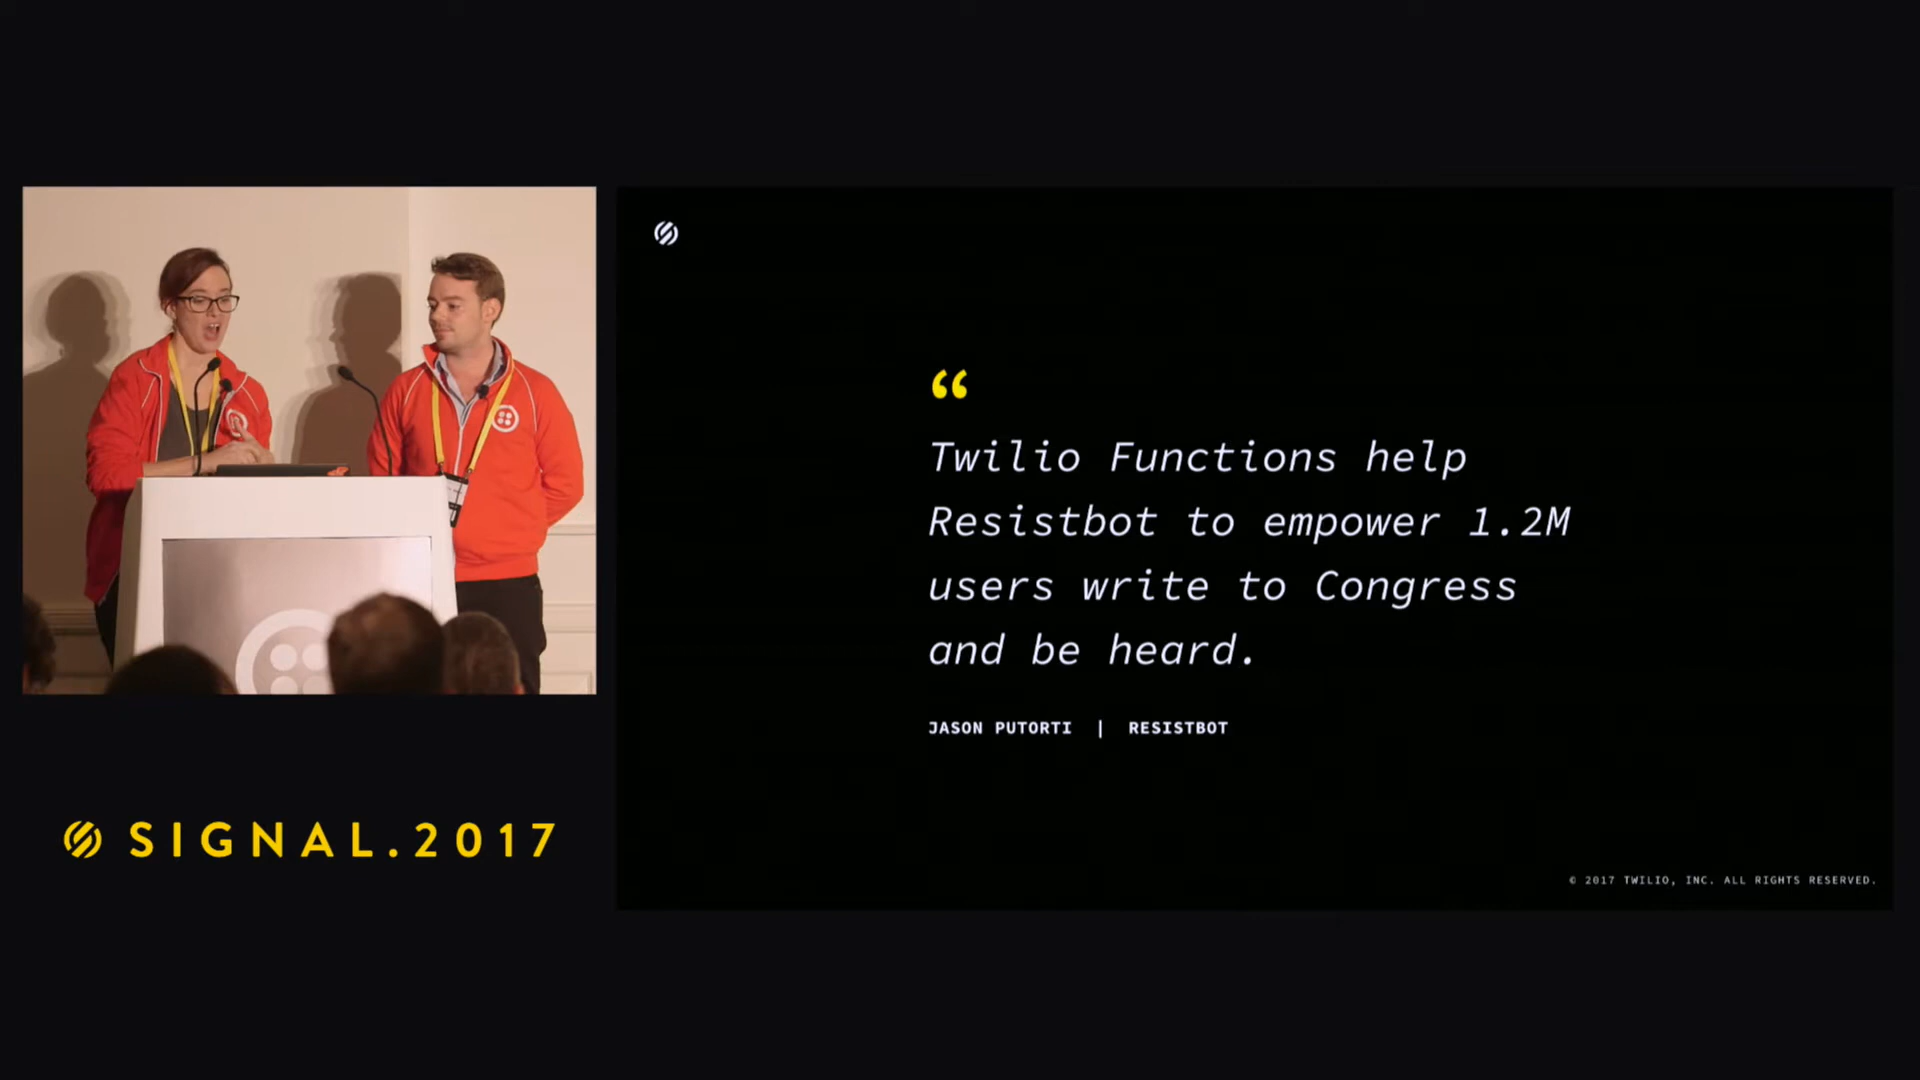 “
Twilio Functions help
Resistbot to empower 1.2M
users write to Congress
and be heard.
JASON PUTORTI | RESISTBOT
SIGNAL.2017
© 2017 TWILIO, INC. ALL RIGHTS RESERVED.